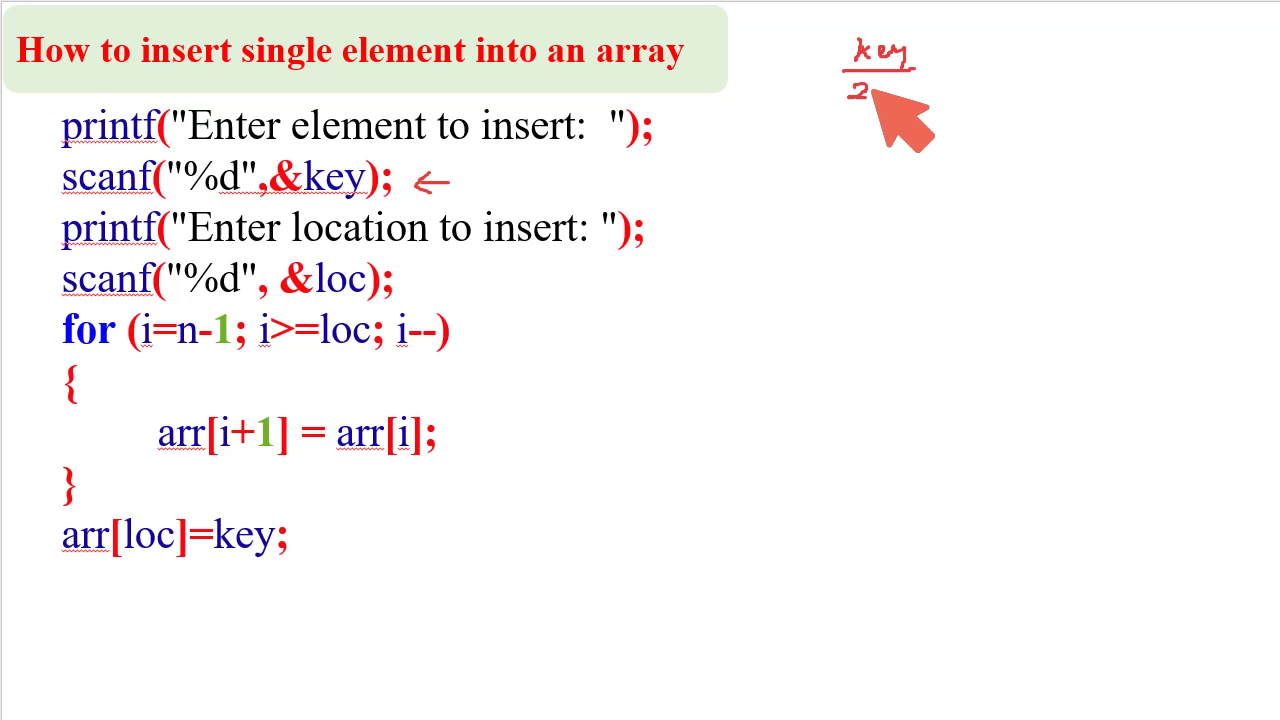 How to insert single element into an array
key
2
printf("Enter element to insert:  ");
scanf("%d",&key); ←
printf("Enter location to insert: ");
scanf("%d", &loc);
for (i=n-1; i>=loc; i--)
{
arr[i+1] = arr[i];
}
arr[loc]=key;